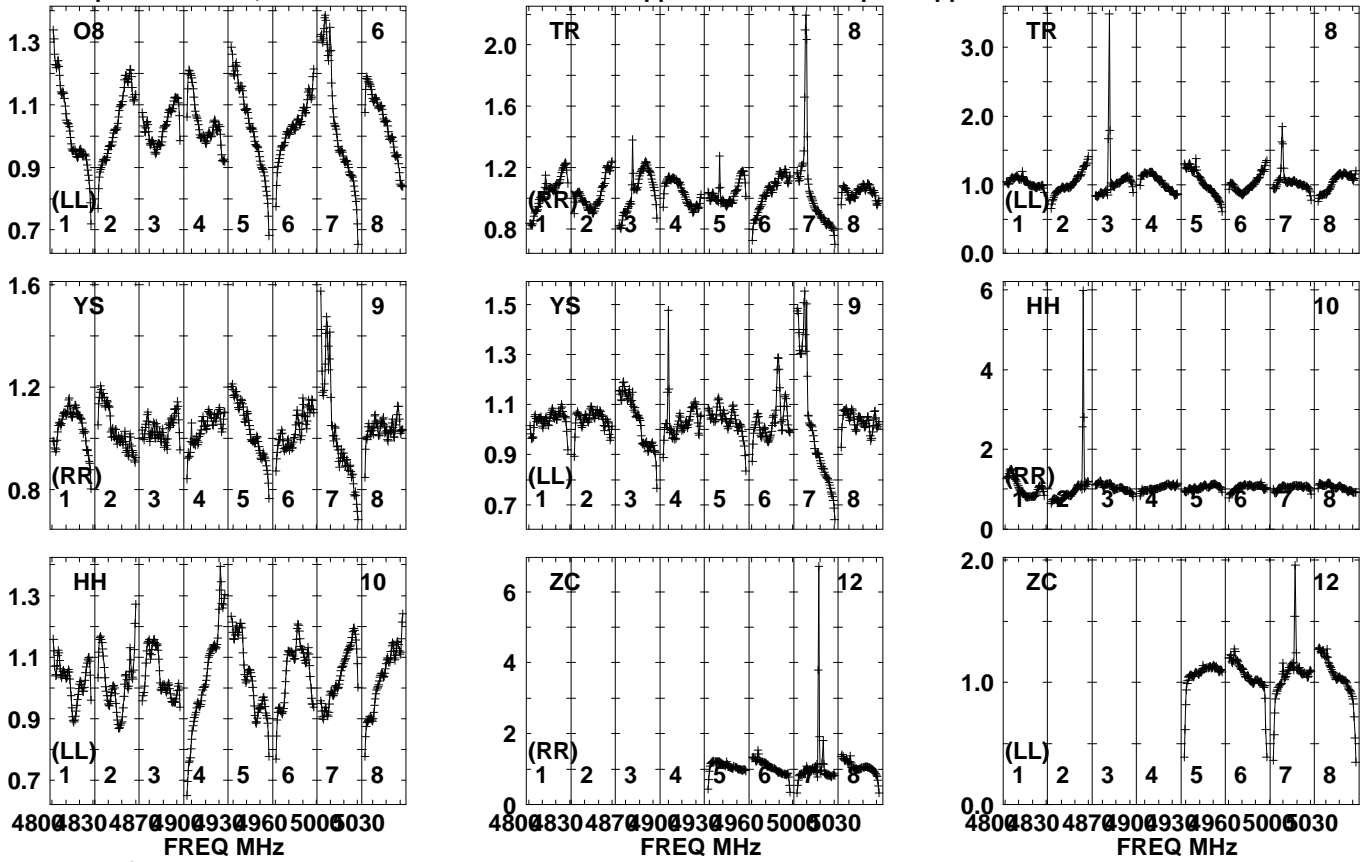 1.3 O8 6
1.1
0.9
0.7
(LL)
1 2 3 4 5 6 7 8
TR 8
2.0
1.6
1.2
0.8
(RR)
1 2 3 4 5 6 7 8
TR 8
3.0
2.0
1.0
0.0
(LL)
1 2 3 4 5 6 7 8
1.6 YS 9
1.2
0.8
(RR)
1 2 3 4 5 6 7 8
1.5 YS 9
1.3
1.1
0.9
0.7
(LL)
1 2 3 4 5 6 7 8
6 HH 10
4
2
0
(RR)
1 2 3 4 5 6 7 8
HH 10
1.3
1.1
0.9
0.7
(LL)
1 2 3 4 5 6 7 8
ZC 12
6
4
2
0
(RR)
1 2 3 4 5 6 7 8
2.0 ZC 12
1.0
0.0
(LL)
1 2 3 4 5 6 7 8
4800 4830 4870 4900 4930 4960 5000 5030
FREQ MHz
4800 4830 4870 4900 4930 4960 5000 5030
FREQ MHz
4800 4830 4870 4900 4930 4960 5000 5030
FREQ MHz